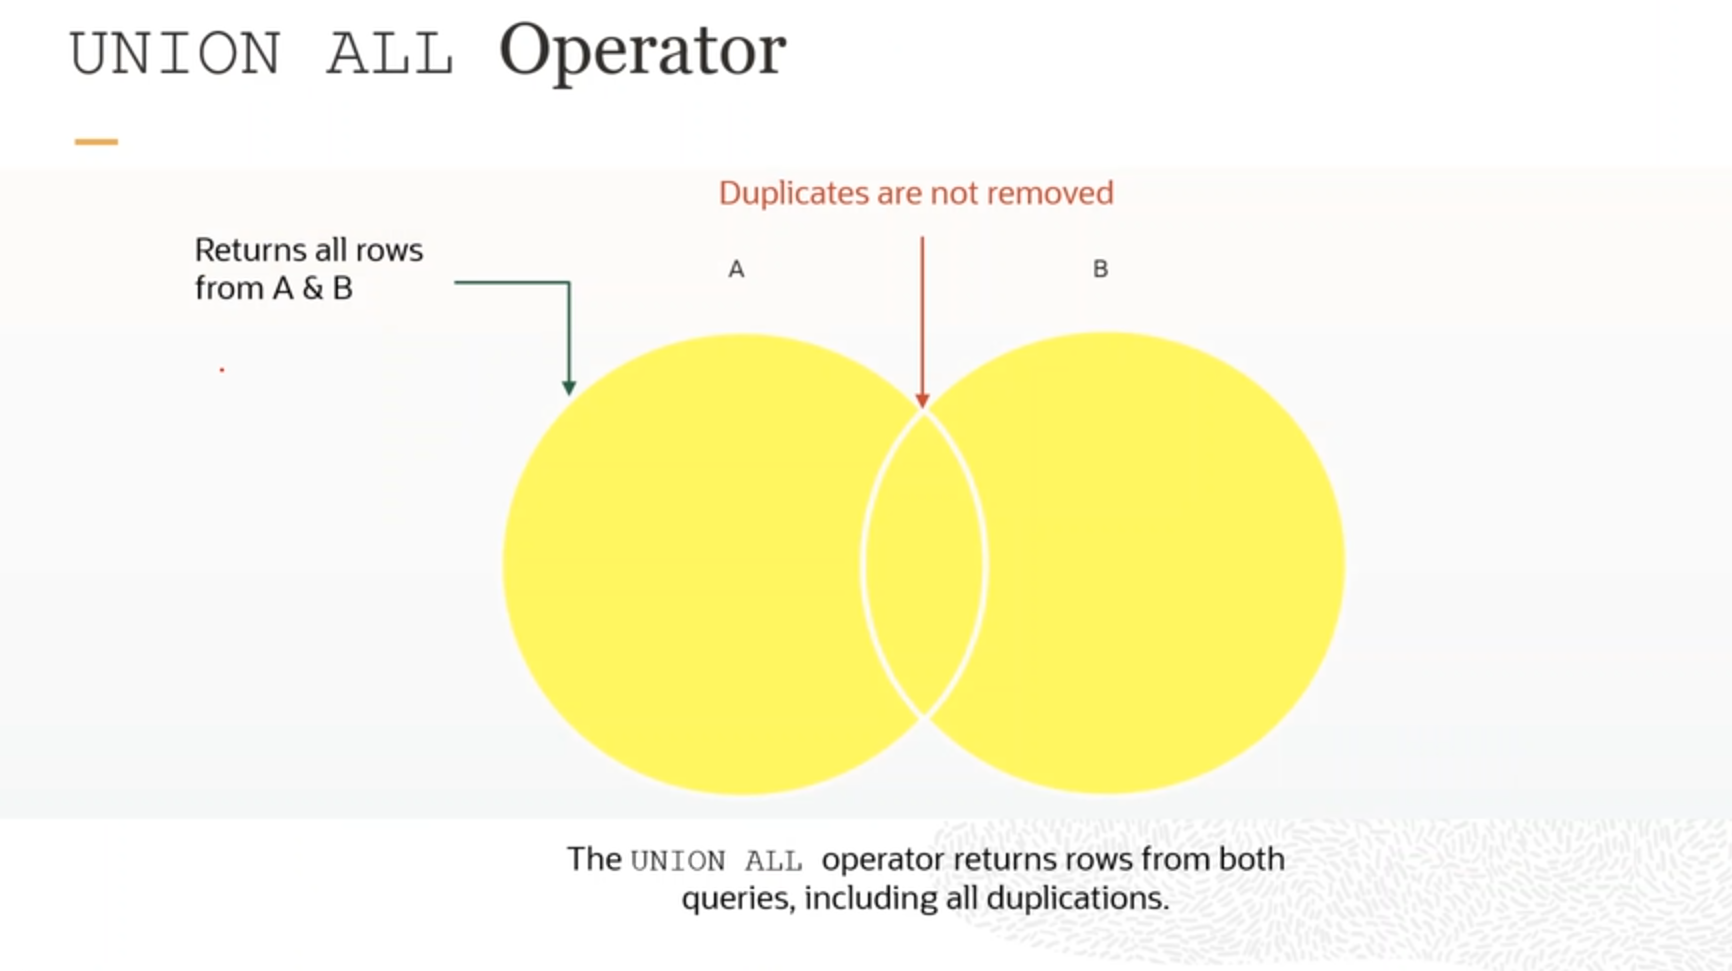 UNION ALL Operator
Duplicates are not removed
Returns all rows
from A & B
A
B
The UNION ALL operator returns rows from both
queries, including all duplications.